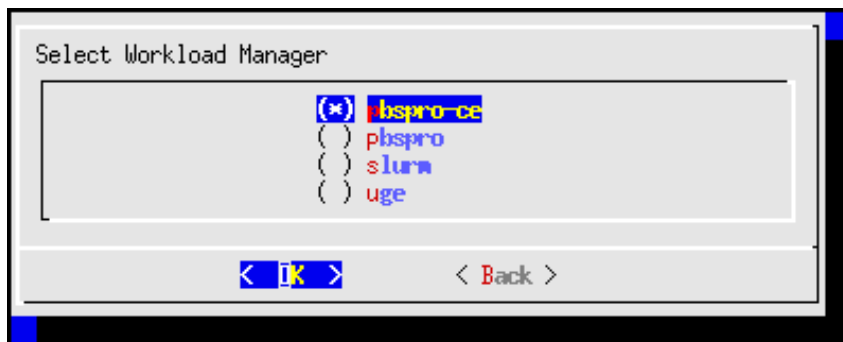 Select Workload Manager
(*) pbspro-ce
( ) pbspro
( ) slurm
( ) uge
< OK > < Back >